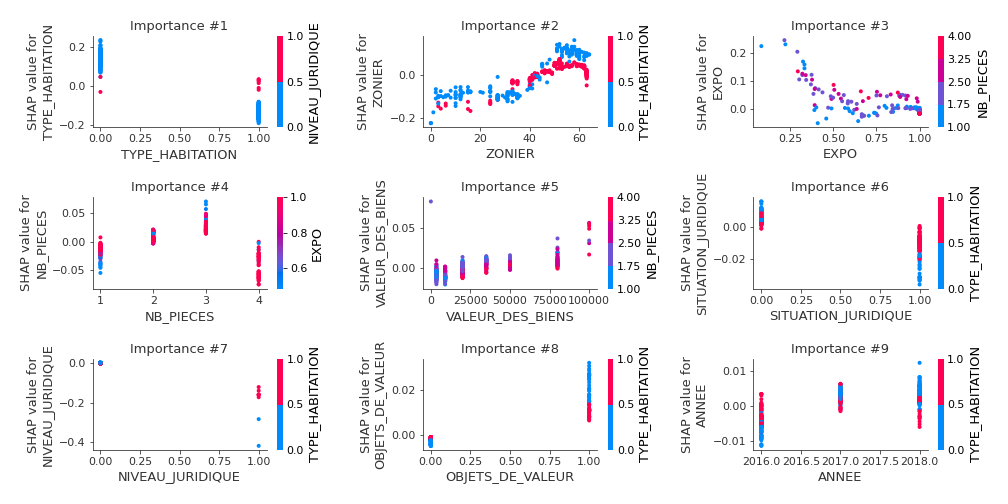 Importance #1
SHAP value for
TYPE_HABITATION
0.2
0.0
−0.2
0.00 0.25 0.50 0.75 1.00
TYPE_HABITATION
1.0
0.5
0.0
NIVEAU_JURIDIQUE
Importance #2
SHAP value for
ZONIER
0.0
−0.2
0 20 40 60
ZONIER
1.0
0.5
0.0
TYPE_HABITATION
Importance #3
SHAP value for
EXPO
0.2
0.1
0.0
0.25 0.50 0.75 1.00
EXPO
4.00
3.25
2.50
1.75
1.00
NB_PIECES
Importance #4
SHAP value for
NB_PIECES
0.05
0.00
−0.05
1 2 3 4
NB_PIECES
1.0
0.8
0.6
EXPO
Importance #5
SHAP value for
VALEUR_DES_BIENS
0.05
0.00
0 25000 50000 75000 100000
VALEUR_DES_BIENS
4.00
3.25
2.50
1.75
1.00
NB_PIECES
Importance #6
SHAP value for
SITUATION_JURIDIQUE
0.00
−0.02
0.00 0.25 0.50 0.75 1.00
SITUATION_JURIDIQUE
1.0
0.5
0.0
TYPE_HABITATION
Importance #7
SHAP value for
NIVEAU_JURIDIQUE
0.0
−0.2
−0.4
0.00 0.25 0.50 0.75 1.00
NIVEAU_JURIDIQUE
1.0
0.5
0.0
TYPE_HABITATION
Importance #8
SHAP value for
OBJETS_DE_VALEUR
0.02
0.00
0.00 0.25 0.50 0.75 1.00
OBJETS_DE_VALEUR
1.0
0.5
0.0
TYPE_HABITATION
Importance #9
SHAP value for
ANNEE
0.01
0.00
−0.01
2016.0 2016.5 2017.0 2017.5 2018.0
ANNEE
1.0
0.5
0.0
TYPE_HABITATION